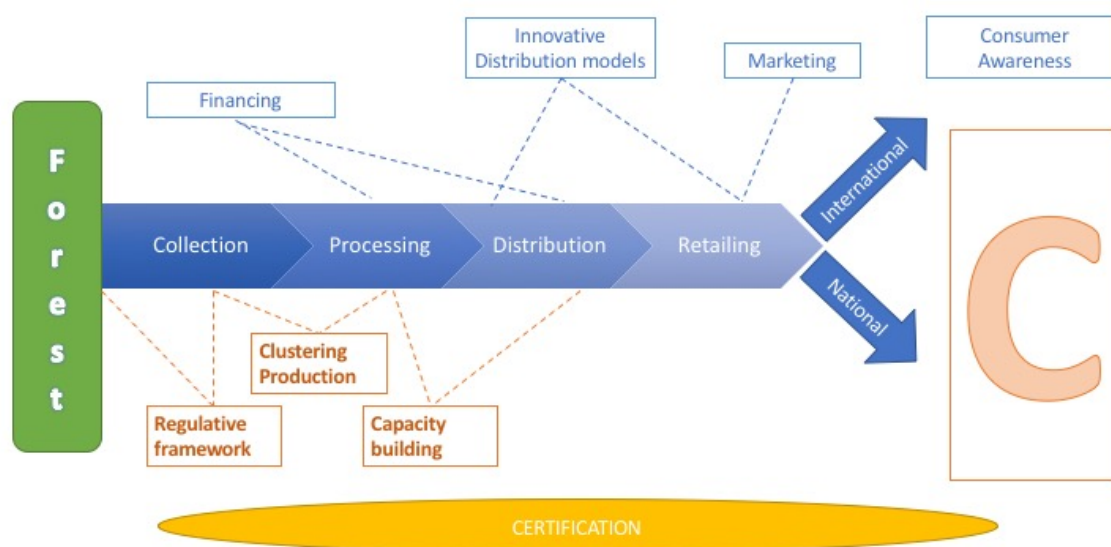 Innovative
Distribution models
Marketing
Consumer
Awareness
Financing
Forest
Collection
Processing
Distribution
Retailing
International
National
Clustering
Production
Regulative
framework
Capacity
building
C
CERTIFICATION